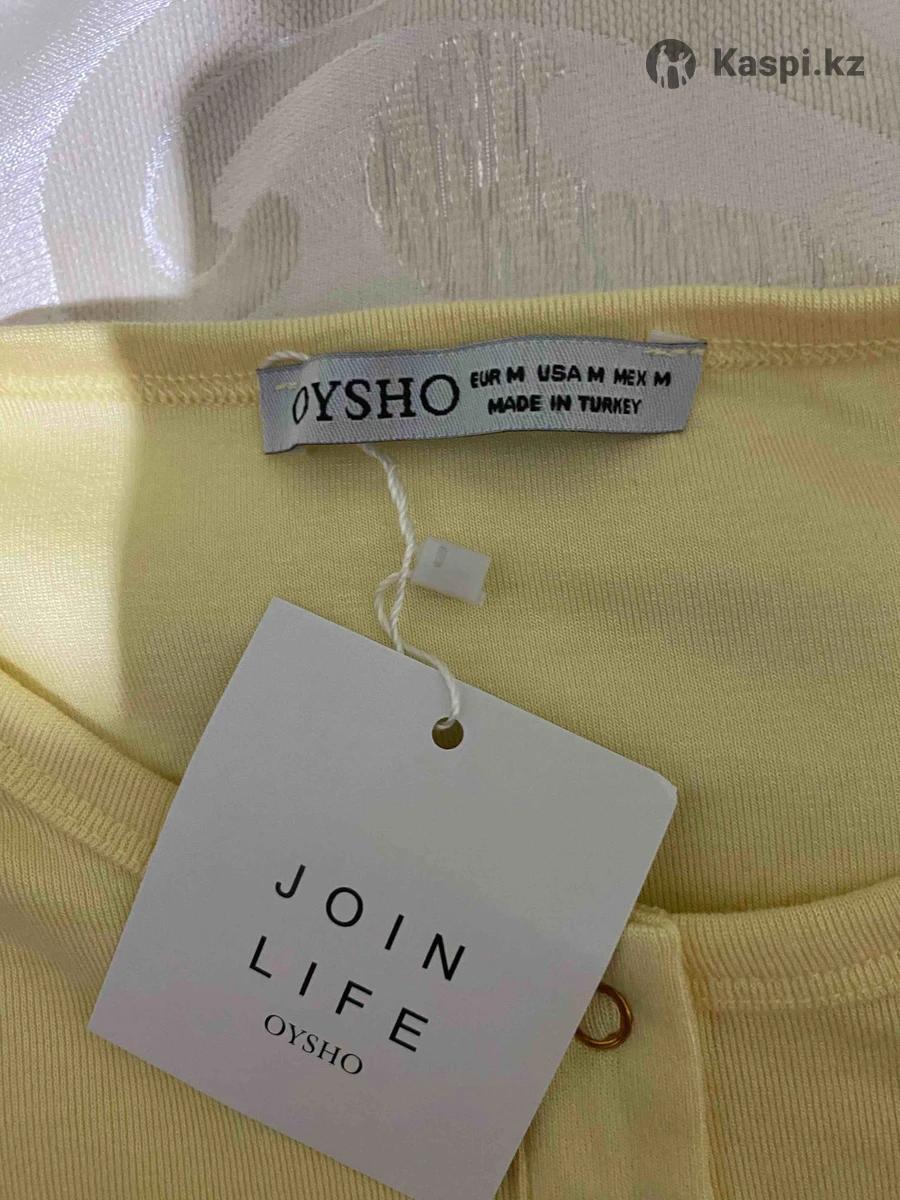 Kaspi.kz
OYSHO EUR M USA M MEX M
MADE IN TURKEY
JOIN
LIFE
OYSHO